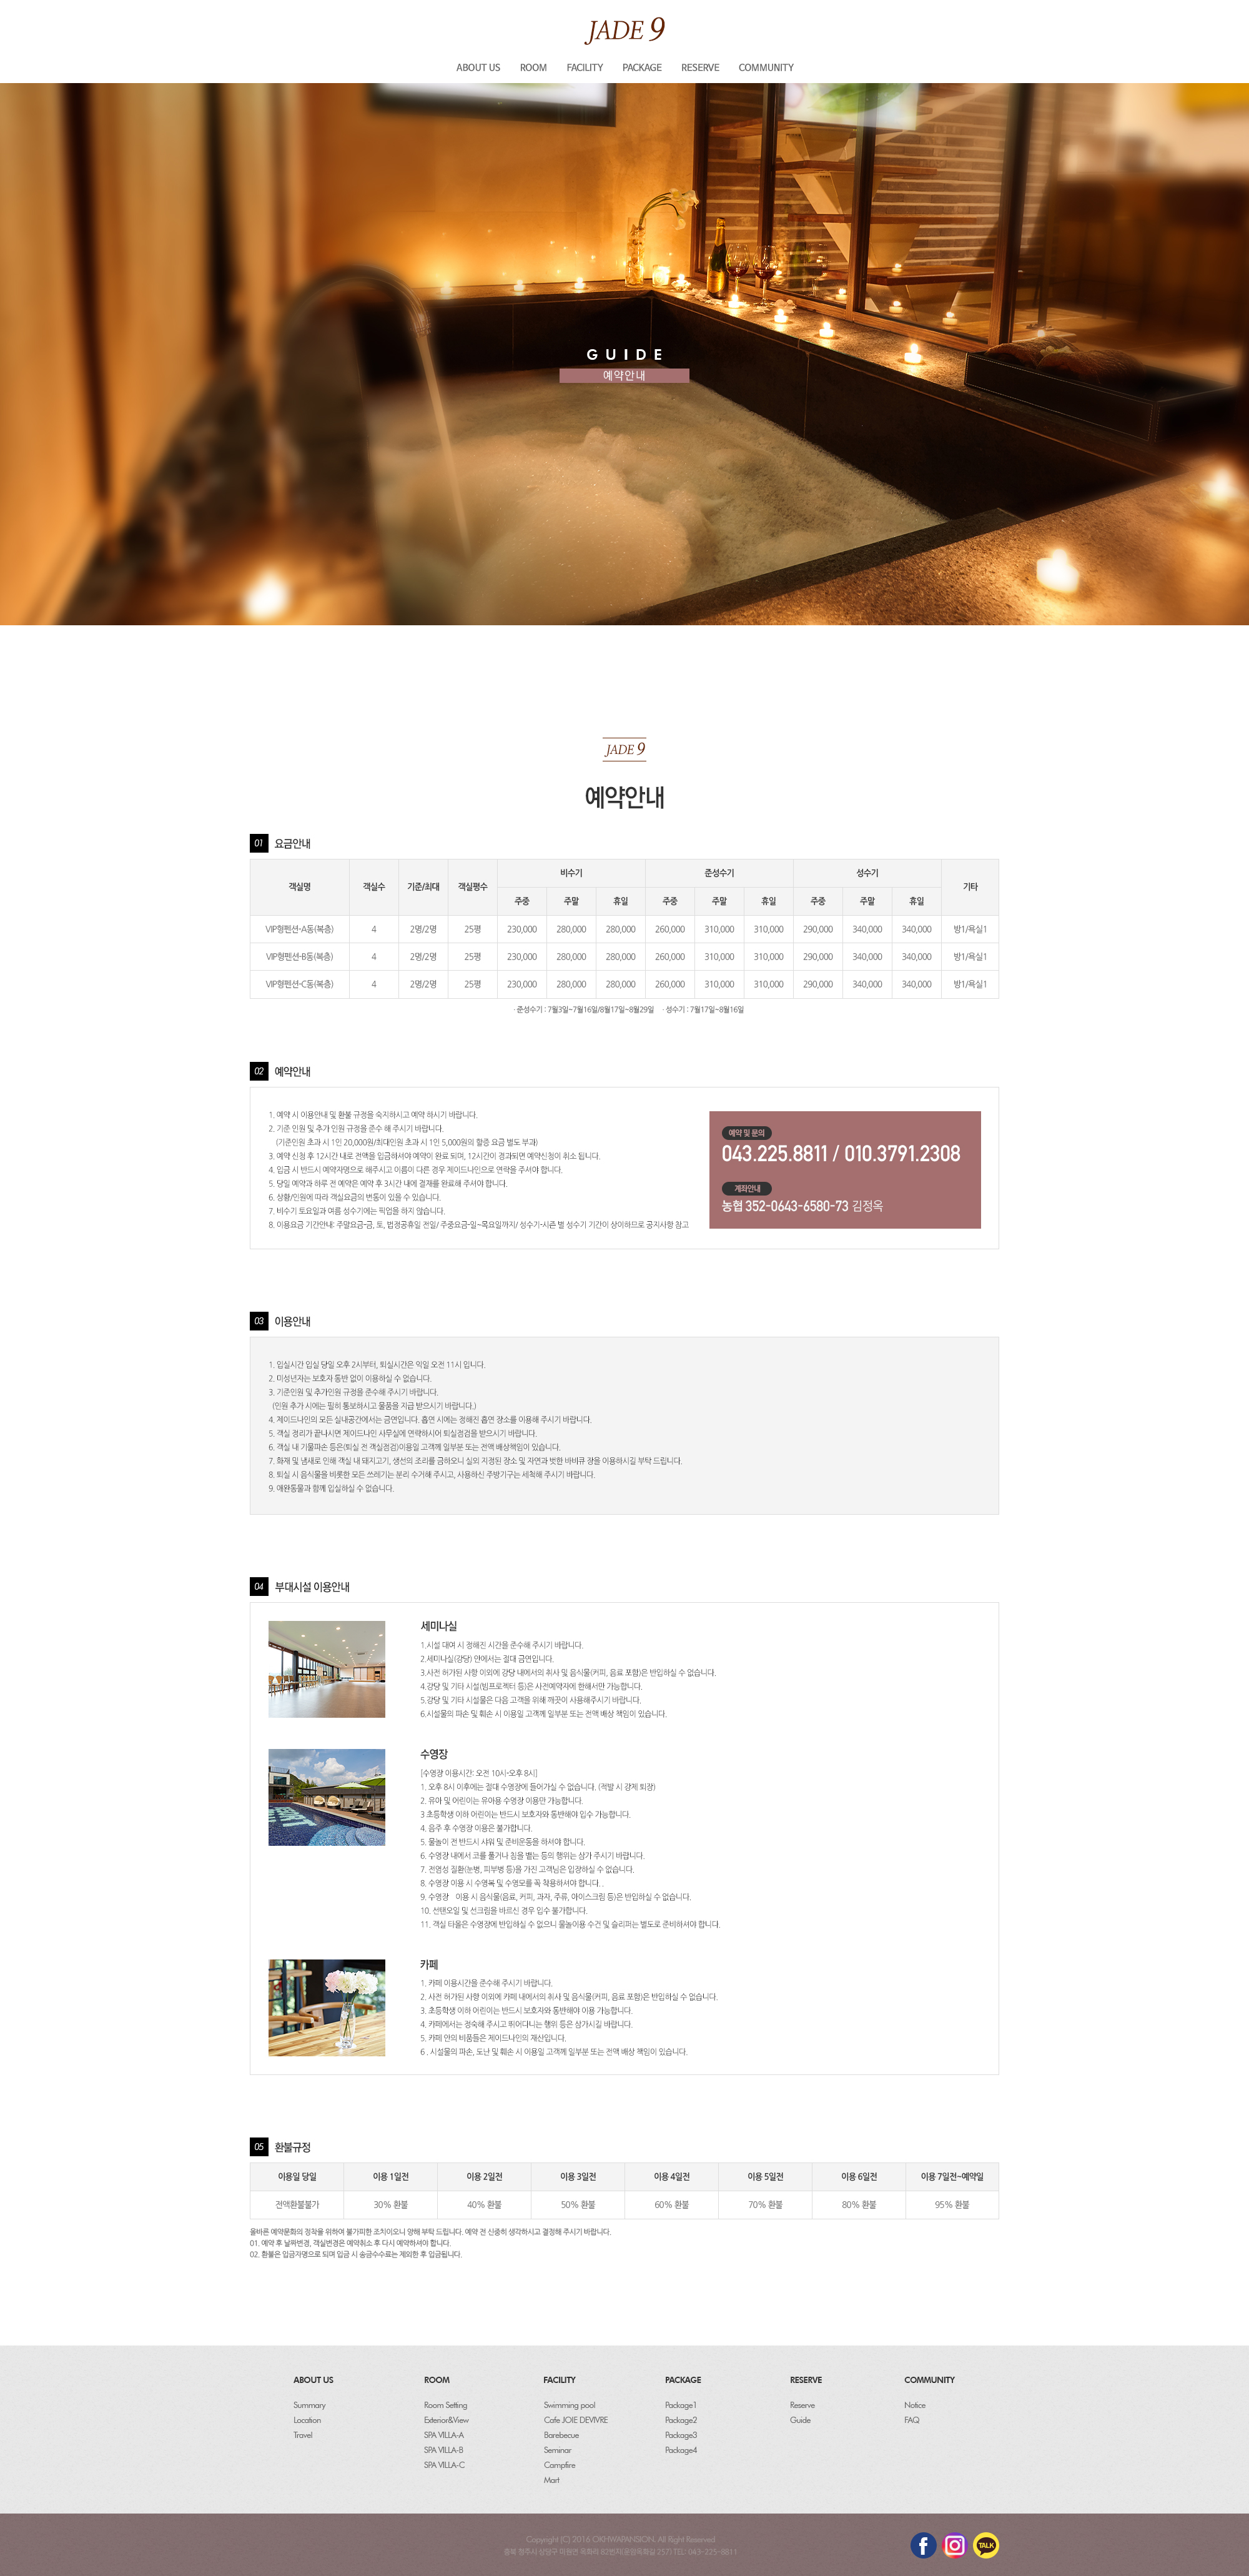 JADE 9
ABOUT US ROOM FACILITY PACKAGE RESERVE COMMUNITY
GUIDE
예약안내
JADE 9
예약안내
01 요금안내
객실명 객실수 기준/최대 객실평수 비수기 준성수기 성수기 기타
주중 주말 휴일 주중 주말 휴일 주중 주말 휴일
VIP형펜션-A동(복층) 4 2명/2명 25평 230,000 280,000 280,000 260,000 310,000 310,000 290,000 340,000 340,000 방1/욕실1
VIP형펜션-B동(복층) 4 2명/2명 25평 230,000 280,000 280,000 260,000 310,000 310,000 290,000 340,000 340,000 방1/욕실1
VIP형펜션-C동(복층) 4 2명/2명 25평 230,000 280,000 280,000 260,000 310,000 310,000 290,000 340,000 340,000 방1/욕실1
· 준성수기 : 7월3일~7월16일/8월17일~8월29일 · 성수기 : 7월17일~8월16일
02 예약안내
1. 예약 시 이용안내 및 환불 규정을 숙지하시고 예약 하시기 바랍니다.
2. 기준 인원 및 추가 인원 규정을 준수 해 주시기 바랍니다.
(기준인원 초과 시 1인 20,000원/최대인원 초과 시 1인 5,000원의 할증 요금 별도 부과)
3. 예약 신청 후 12시간 내로 전액을 입금하셔야 예약이 완료 되며, 12시간이 경과되면 예약신청이 취소 됩니다.
4. 입금 시 반드시 예약자명으로 해주시고 이름이 다른 경우 제이드나인으로 연락을 주셔야 합니다.
5. 당일 예약과 하루 전 예약은 예약 후 3시간 내에 결재를 완료해 주셔야 합니다.
6. 상황/인원에 따라 객실요금의 변동이 있을 수 있습니다.
7. 비수기 토요일과 여름 성수기에는 픽업을 하지 않습니다.
8. 이용요금 기간안내: 주말요금-금, 토, 법정공휴일 전일/ 주중요금-일~목요일까지/ 성수기-시즌 별 성수기 기간이 상이하므로 공지사항 참고
예약 및 문의
043.225.8811 / 010.3791.2308
계좌안내
농협 352-0643-6580-73 김정옥
03 이용안내
1. 입실시간 입실 당일 오후 2시부터, 퇴실시간은 익일 오전 11시 입니다.
2. 미성년자는 보호자 동반 없이 이용하실 수 없습니다.
3. 기준인원 및 추가인원 규정을 준수해 주시기 바랍니다.
(인원 추가 시에는 필히 통보하시고 물품을 지급 받으시기 바랍니다.)
4. 제이드나인의 모든 실내공간에서는 금연입니다. 흡연 시에는 정해진 흡연 장소를 이용해 주시기 바랍니다.
5. 객실 정리가 끝나시면 제이드나인 사무실에 연락하시어 퇴실점검을 받으시기 바랍니다.
6. 객실 내 기물파손 등은(퇴실 전 객실점검)이용일 고객께 일부분 또는 전액 배상책임이 있습니다.
7. 화재 및 냄새로 인해 객실 내 돼지고기, 생선의 조리를 금하오니 실외 지정된 장소 및 자연과 벗한 바비큐 장을 이용하시길 부탁 드립니다.
8. 퇴실 시 음식물을 비롯한 모든 쓰레기는 분리 수거해 주시고, 사용하신 주방기구는 세척해 주시기 바랍니다.
9. 애완동물과 함께 입실하실 수 없습니다.
04 부대시설 이용안내
세미나실
1.시설 대여 시 정해진 시간을 준수해 주시기 바랍니다.
2.세미나실(강당) 안에서는 절대 금연입니다.
3.사전 허가된 사항 이외에 강당 내에서의 취사 및 음식물(커피, 음료 포함)은 반입하실 수 없습니다.
4.강당 및 기타 시설(빔프로젝터 등)은 사전예약자에 한해서만 가능합니다.
5.강당 및 기타 시설물은 다음 고객을 위해 깨끗이 사용해주시기 바랍니다.
6.시설물의 파손 및 훼손 시 이용일 고객께 일부분 또는 전액 배상 책임이 있습니다.
수영장
[수영장 이용시간: 오전 10시-오후 8시]
1. 오후 8시 이후에는 절대 수영장에 들어가실 수 없습니다. (적발 시 강제 퇴장)
2. 유아 및 어린이는 유아용 수영장 이용만 가능합니다.
3 초등학생 이하 어린이는 반드시 보호자와 동반해야 입수 가능합니다.
4. 음주 후 수영장 이용은 불가합니다.
5. 물놀이 전 반드시 샤워 및 준비운동을 하셔야 합니다.
6. 수영장 내에서 코를 풀거나 침을 뱉는 등의 행위는 삼가 주시기 바랍니다.
7. 전염성 질환(눈병, 피부병 등)을 가진 고객님은 입장하실 수 없습니다.
8. 수영장 이용 시 수영복 및 수영모를 꼭 착용하셔야 합니다. .
9. 수영장 이용 시 음식물(음료, 커피, 과자, 주류, 아이스크림 등)은 반입하실 수 없습니다.
10. 선탠오일 및 선크림을 바르신 경우 입수 불가합니다.
11. 객실 타올은 수영장에 반입하실 수 없으니 물놀이용 수건 및 슬리퍼는 별도로 준비하셔야 합니다.
카페
1. 카페 이용시간을 준수해 주시기 바랍니다.
2. 사전 허가된 사항 이외에 카페 내에서의 취사 및 음식물(커피, 음료 포함)은 반입하실 수 없습니다.
3. 초등학생 이하 어린이는 반드시 보호자와 동반해야 이용 가능합니다.
4. 카페에서는 정숙해 주시고 뛰어다니는 행위 등은 삼가시길 바랍니다.
5. 카페 안의 비품들은 제이드나인의 재산입니다.
6 . 시설물의 파손, 도난 및 훼손 시 이용일 고객께 일부분 또는 전액 배상 책임이 있습니다.
05 환불규정
이용일 당일 이용 1일전 이용 2일전 이용 3일전 이용 4일전 이용 5일전 이용 6일전 이용 7일전~예약일
전액환불불가 30% 환불 40% 환불 50% 환불 60% 환불 70% 환불 80% 환불 95% 환불
올바른 예약문화의 정착을 위하여 불가피한 조치이오니 양해 부탁 드립니다. 예약 전 신중히 생각하시고 결정해 주시기 바랍니다.
01. 예약 후 날짜변경, 객실변경은 예약취소 후 다시 예약하셔야 합니다.
02. 환불은 입금자명으로 되며 입금 시 송금수수료는 제외한 후 입금됩니다.
ABOUT US ROOM FACILITY PACKAGE RESERVE COMMUNITY
Summary Room Setting Swimming pool Package1 Reserve Notice
Location Exterior&View Cafe JOIE DEVIVRE Package2 Guide FAQ
Travel SPA VILLA-A Barebecue Package3
SPA VILLA-B Seminar Package4
SPA VILLA-C Campfire
Mart
Copyright (C) 2016 OKHWAPANSION. All Right Reserved
충북 청주시 상당구 미원면 옥화리 82번지(운암옥화길 257) TEL. 043-225-8811
TALK